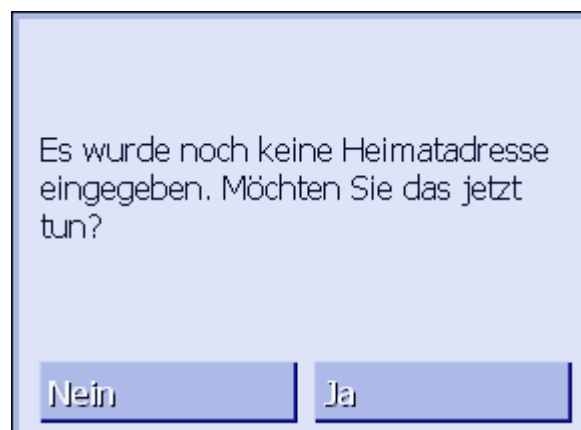 Es wurde noch keine Heimatadresse
eingegeben. Möchten Sie das jetzt
tun?
Nein
Ja